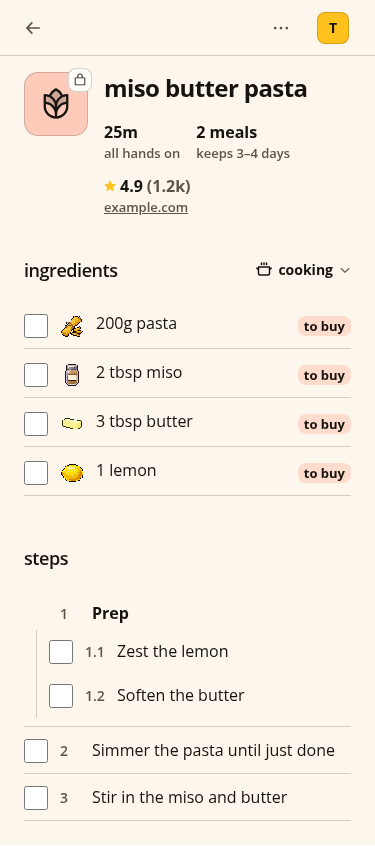 T
miso butter pasta
25m 2 meals
all hands on keeps 3–4 days
4.9 (1.2k)
example.com
ingredients cooking
200g pasta to buy
2 tbsp miso to buy
3 tbsp butter to buy
1 lemon to buy
steps
1 Prep
1.1 Zest the lemon
1.2 Soften the butter
2 Simmer the pasta until just done
3 Stir in the miso and butter